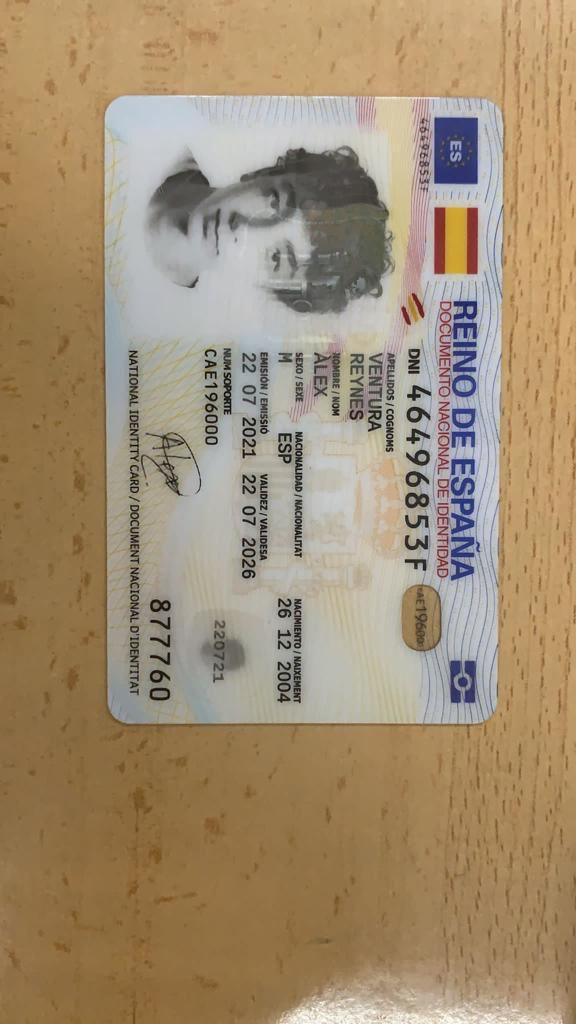 ES
REINO DE ESPAÑA
DOCUMENTO NACIONAL DE IDENTIDAD
46496853F
DNI 46496853F
CAE19600
APELLIDOS / COGNOMS
VENTURA
REYNES
NOMBRE / NOM
ÀLEX
SEXO / SEXE
M
NACIONALIDAD / NACIONALITAT
ESP
NACIMIENTO / NAIXEMENT
26 12 2004
EMISIÓN / EMISSIÓ
22 07 2021
VALIDEZ / VALIDESA
22 07 2026
220721
NUM SOPORTE
CAE196000
Alex
877760
NATIONAL IDENTITY CARD / DOCUMENT NACIONAL D'IDENTITAT